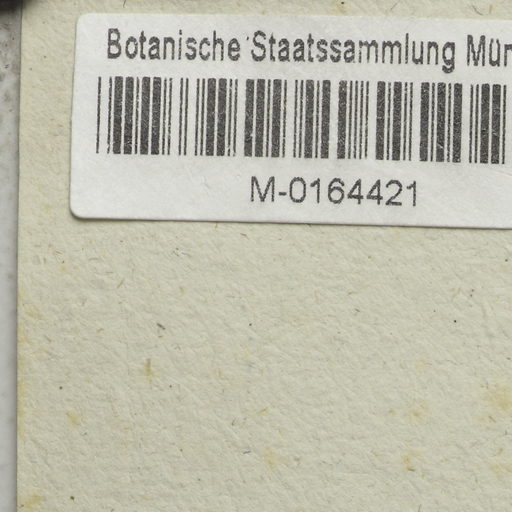 Botanische Staatssammlung Mün
M-0164421